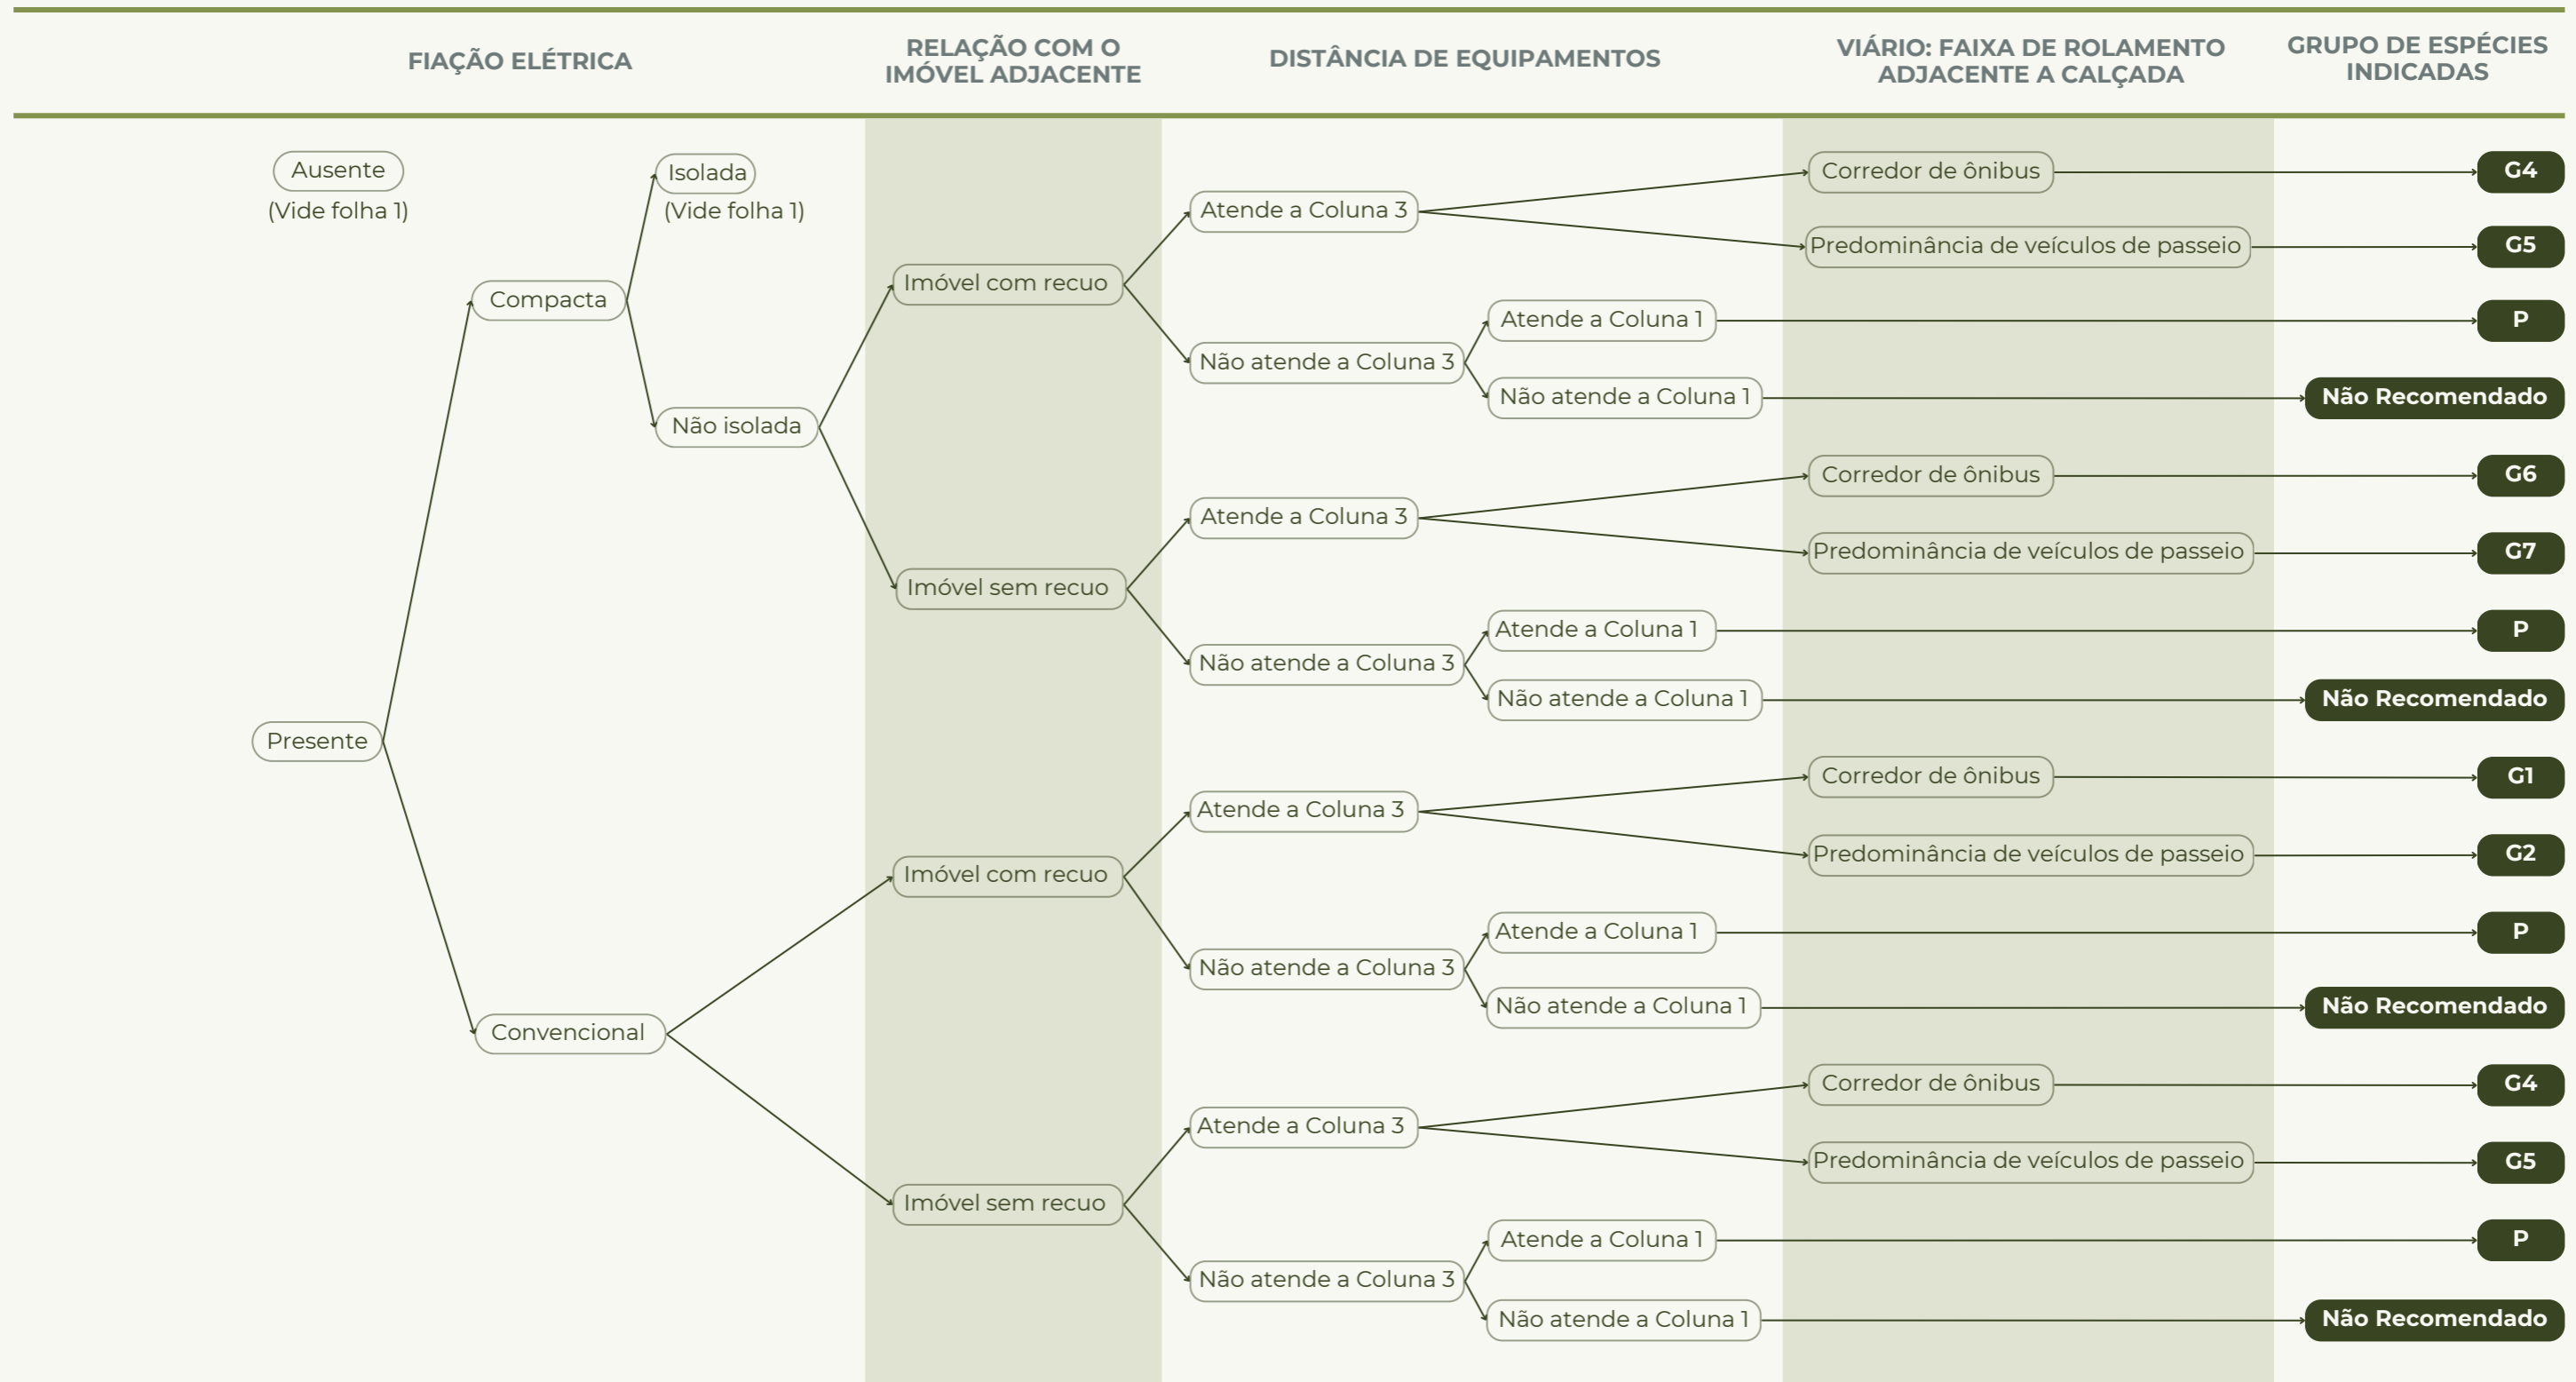 FIAÇÃO ELÉTRICA
RELAÇÃO COM O
IMÓVEL ADJACENTE
DISTÂNCIA DE EQUIPAMENTOS
VIÁRIO: FAIXA DE ROLAMENTO
ADJACENTE A CALÇADA
GRUPO DE ESPÉCIES
INDICADAS
Ausente
(Vide folha 1)
Presente
Compacta
Isolada
(Vide folha 1)
Não isolada
Imóvel com recuo
Atende a Coluna 3
Corredor de ônibus
G4
Predominância de veículos de passeio
G5
Não atende a Coluna 3
Atende a Coluna 1
P
Não atende a Coluna 1
Não Recomendado
Imóvel sem recuo
Atende a Coluna 3
Corredor de ônibus
G6
Predominância de veículos de passeio
G7
Não atende a Coluna 3
Atende a Coluna 1
P
Não atende a Coluna 1
Não Recomendado
Convencional
Imóvel com recuo
Atende a Coluna 3
Corredor de ônibus
G1
Predominância de veículos de passeio
G2
Não atende a Coluna 3
Atende a Coluna 1
P
Não atende a Coluna 1
Não Recomendado
Imóvel sem recuo
Atende a Coluna 3
Corredor de ônibus
G4
Predominância de veículos de passeio
G5
Não atende a Coluna 3
Atende a Coluna 1
P
Não atende a Coluna 1
Não Recomendado